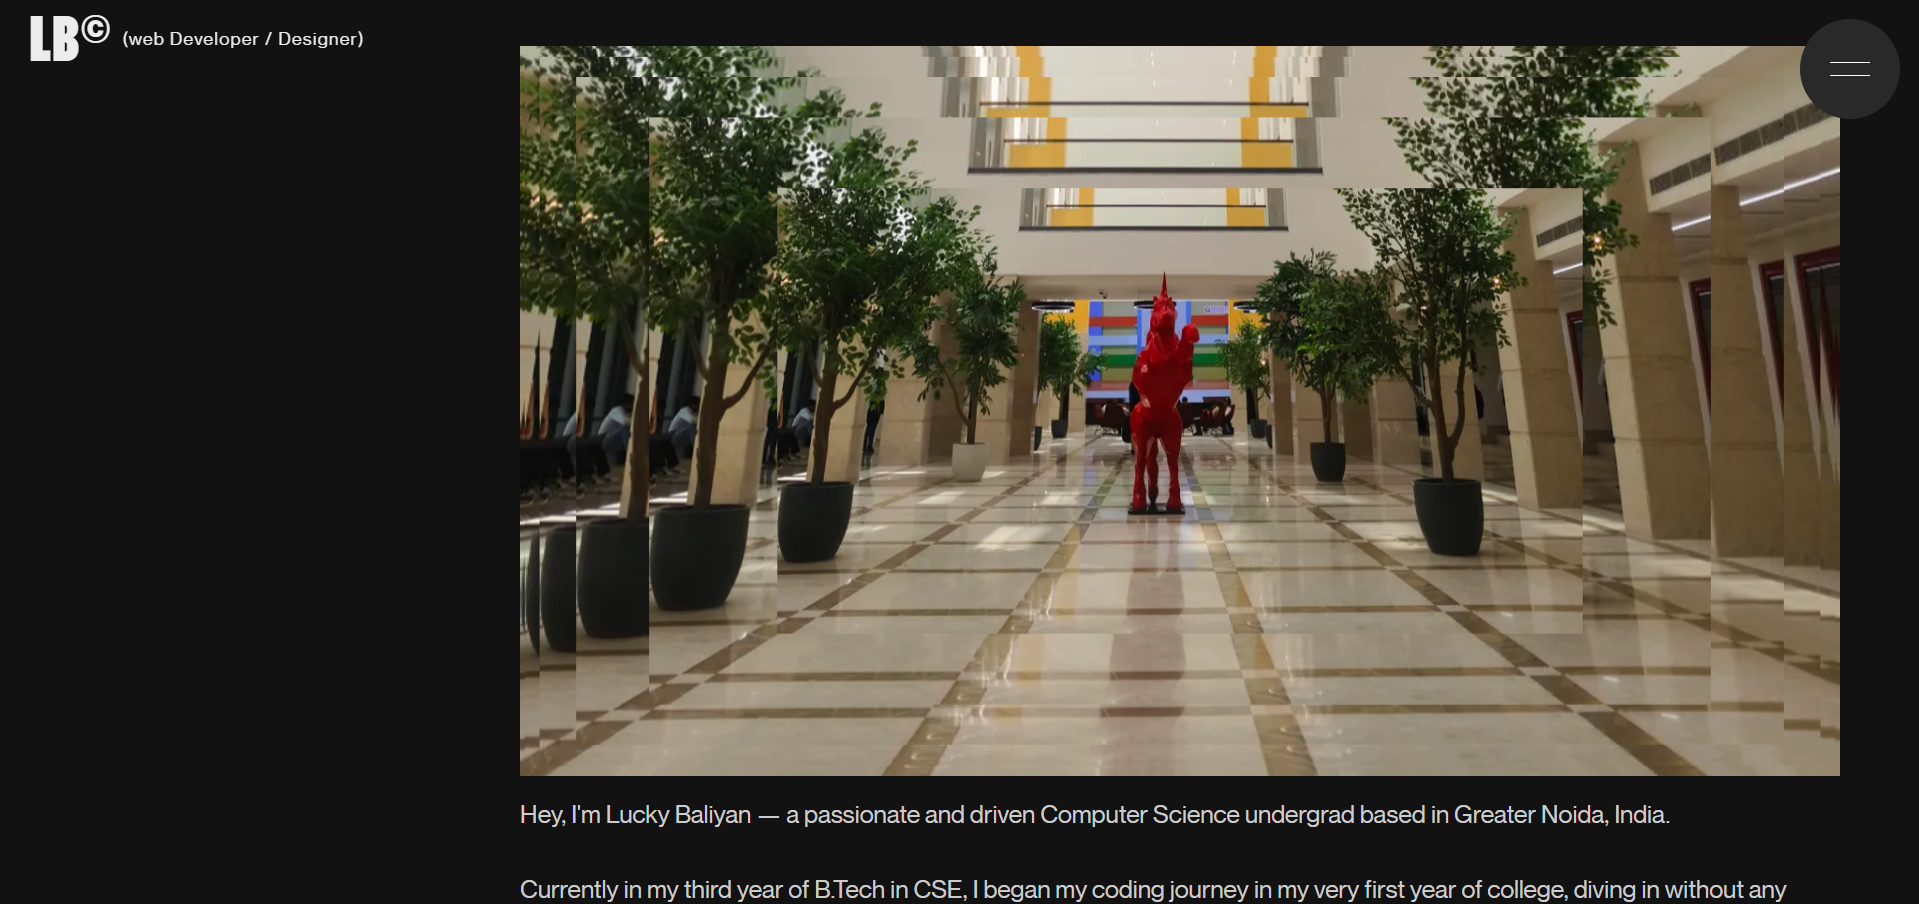 LB© (web Developer / Designer)
Hey, I'm Lucky Baliyan — a passionate and driven Computer Science undergrad based in Greater Noida, India.
Currently in my third year of B.Tech in CSE, I began my coding journey in my very first year of college, diving in without any